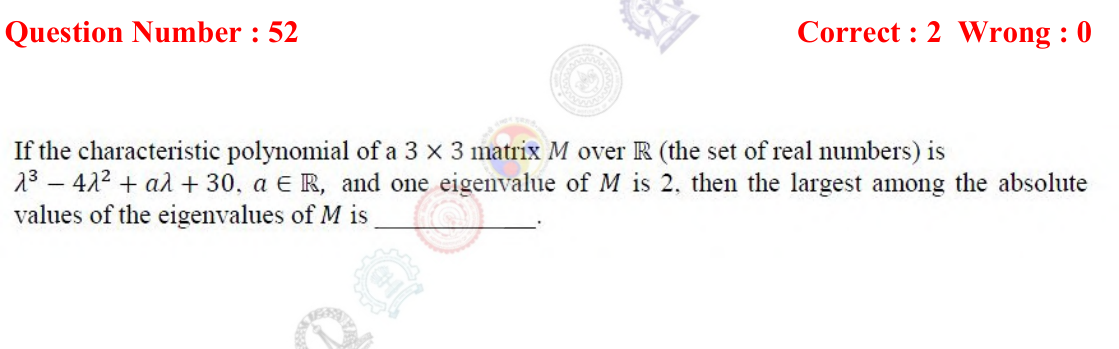 Question Number : 52 Correct : 2 Wrong : 0
If the characteristic polynomial of a 3 × 3 matrix M over ℝ (the set of real numbers) is
λ³ − 4λ² + aλ + 30, a ∈ ℝ, and one eigenvalue of M is 2, then the largest among the absolute
values of the eigenvalues of M is ____________.